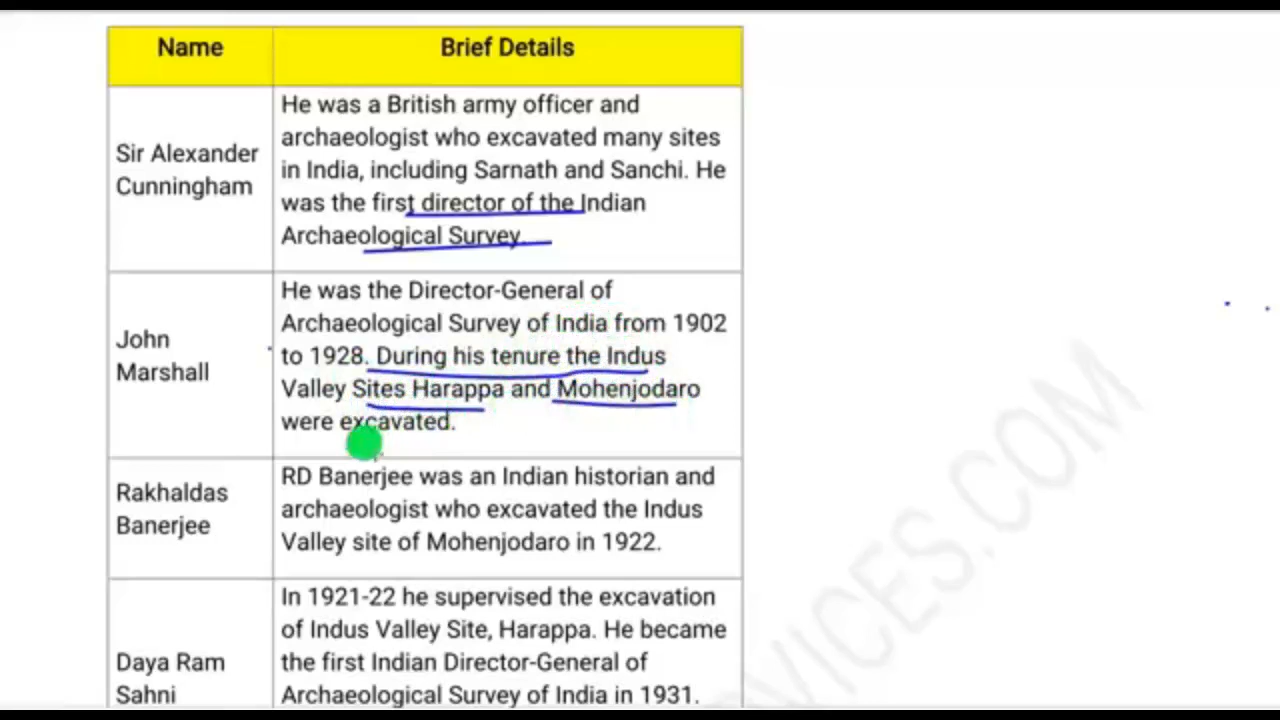 Name
Brief Details
Sir Alexander
Cunningham
He was a British army officer and
archaeologist who excavated many sites
in India, including Sarnath and Sanchi. He
was the first director of the Indian
Archaeological Survey.
John
Marshall
He was the Director-General of
Archaeological Survey of India from 1902
to 1928. During his tenure the Indus
Valley Sites Harappa and Mohenjodaro
were excavated.
Rakhaldas
Banerjee
RD Banerjee was an Indian historian and
archaeologist who excavated the Indus
Valley site of Mohenjodaro in 1922.
Daya Ram
Sahni
In 1921-22 he supervised the excavation
of Indus Valley Site, Harappa. He became
the first Indian Director-General of
Archaeological Survey of India in 1931.
VICES.COM